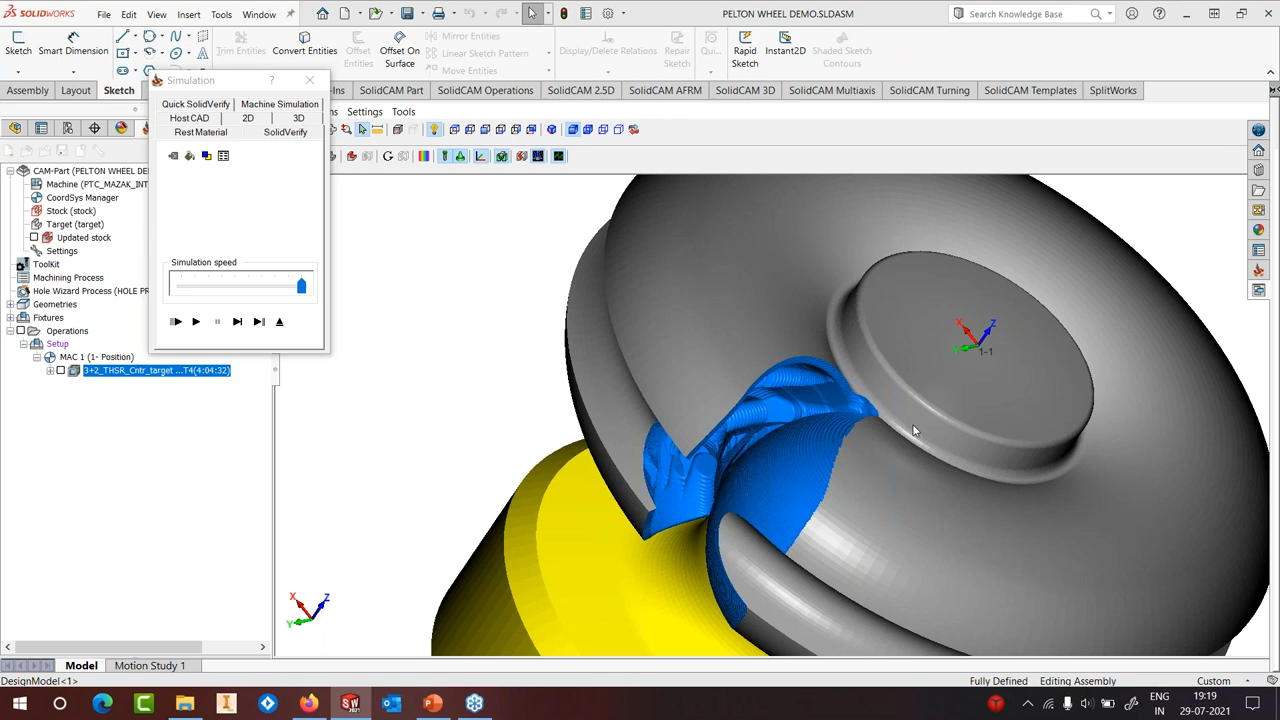 SOLIDWORKS File Edit View Insert Tools Window PELTON WHEEL DEMO.SLDASM Search Knowledge Base
Sketch Smart Dimension Trim Entities Convert Entities Offset Entities Offset On Surface Mirror Entities Linear Sketch Pattern Move Entities Display/Delete Relations Repair Sketch Qui... Rapid Sketch Instant2D Shaded Sketch Contours
Assembly Layout Sketch -Ins SolidCAM Part SolidCAM Operations SolidCAM 2.5D SolidCAM AFRM SolidCAM 3D SolidCAM Multiaxis SolidCAM Turning SolidCAM Templates SplitWorks
Simulation ?
Settings Tools
Quick SolidVerify Machine Simulation
Host CAD 2D 3D
Rest Material SolidVerify
Simulation speed
CAM-Part (PELTON WHEEL DE
Machine (PTC_MAZAK_INT
CoordSys Manager
Stock (stock)
Target (target)
Updated stock
Settings
ToolKit
Machining Process
Hole Wizard Process (HOLE PR
Geometries
Fixtures
Operations
Setup
MAC 1 (1- Position)
3+2_THSR_Cntr_target ...T4(4:04:32)
X Z
1-1
X Z
Y
Model Motion Study 1
DesignModel<1> Fully Defined Editing Assembly Custom
ENG IN 19:19 29-07-2021